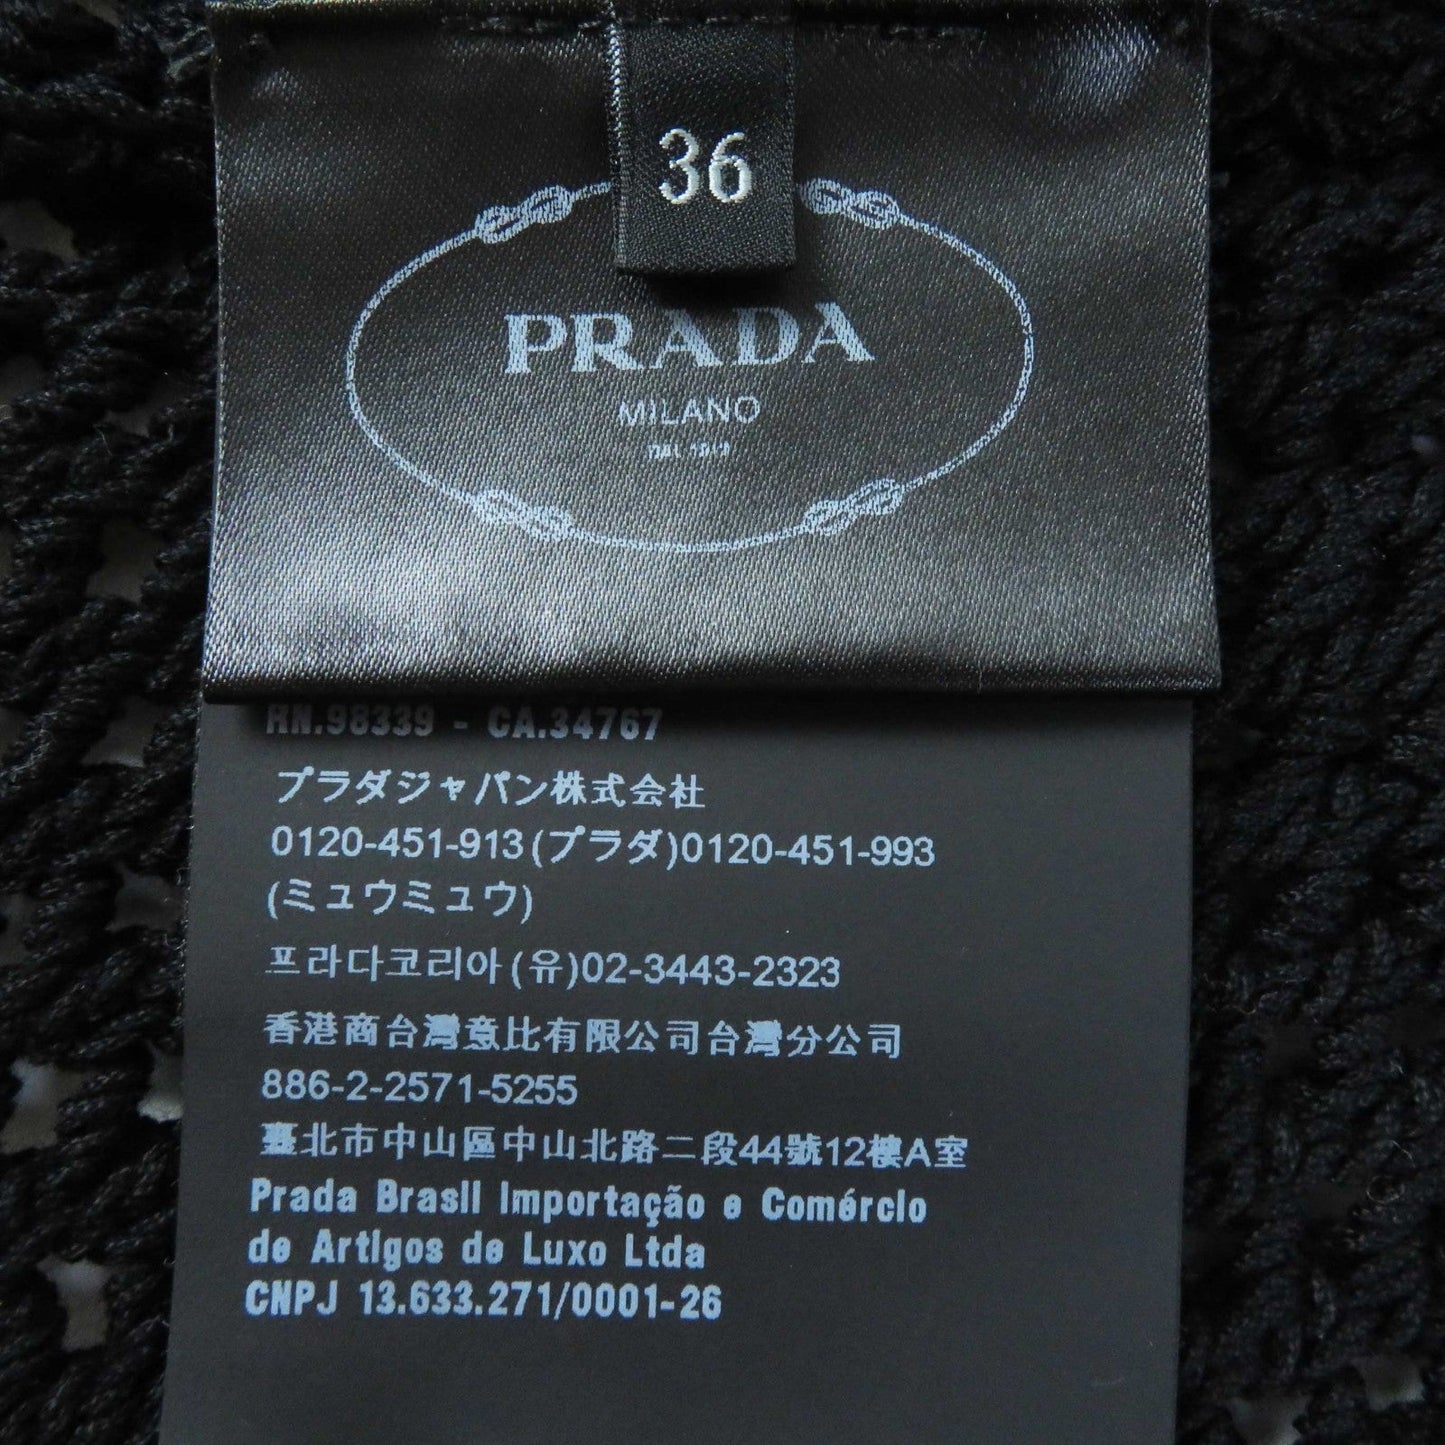 36
PRADA
MILANO
DAL 1913
RN.98339 - CA.34767
プラダジャパン株式会社
0120-451-913(プラダ)0120-451-993
(ミュウミュウ)
프라다코리아(유)02-3443-2323
香港商台灣意比有限公司台灣分公司
886-2-2571-5255
臺北市中山區中山北路二段44號12樓A室
Prada Brasil Importação e Comércio
de Artigos de Luxo Ltda
CNPJ 13.633.271/0001-26